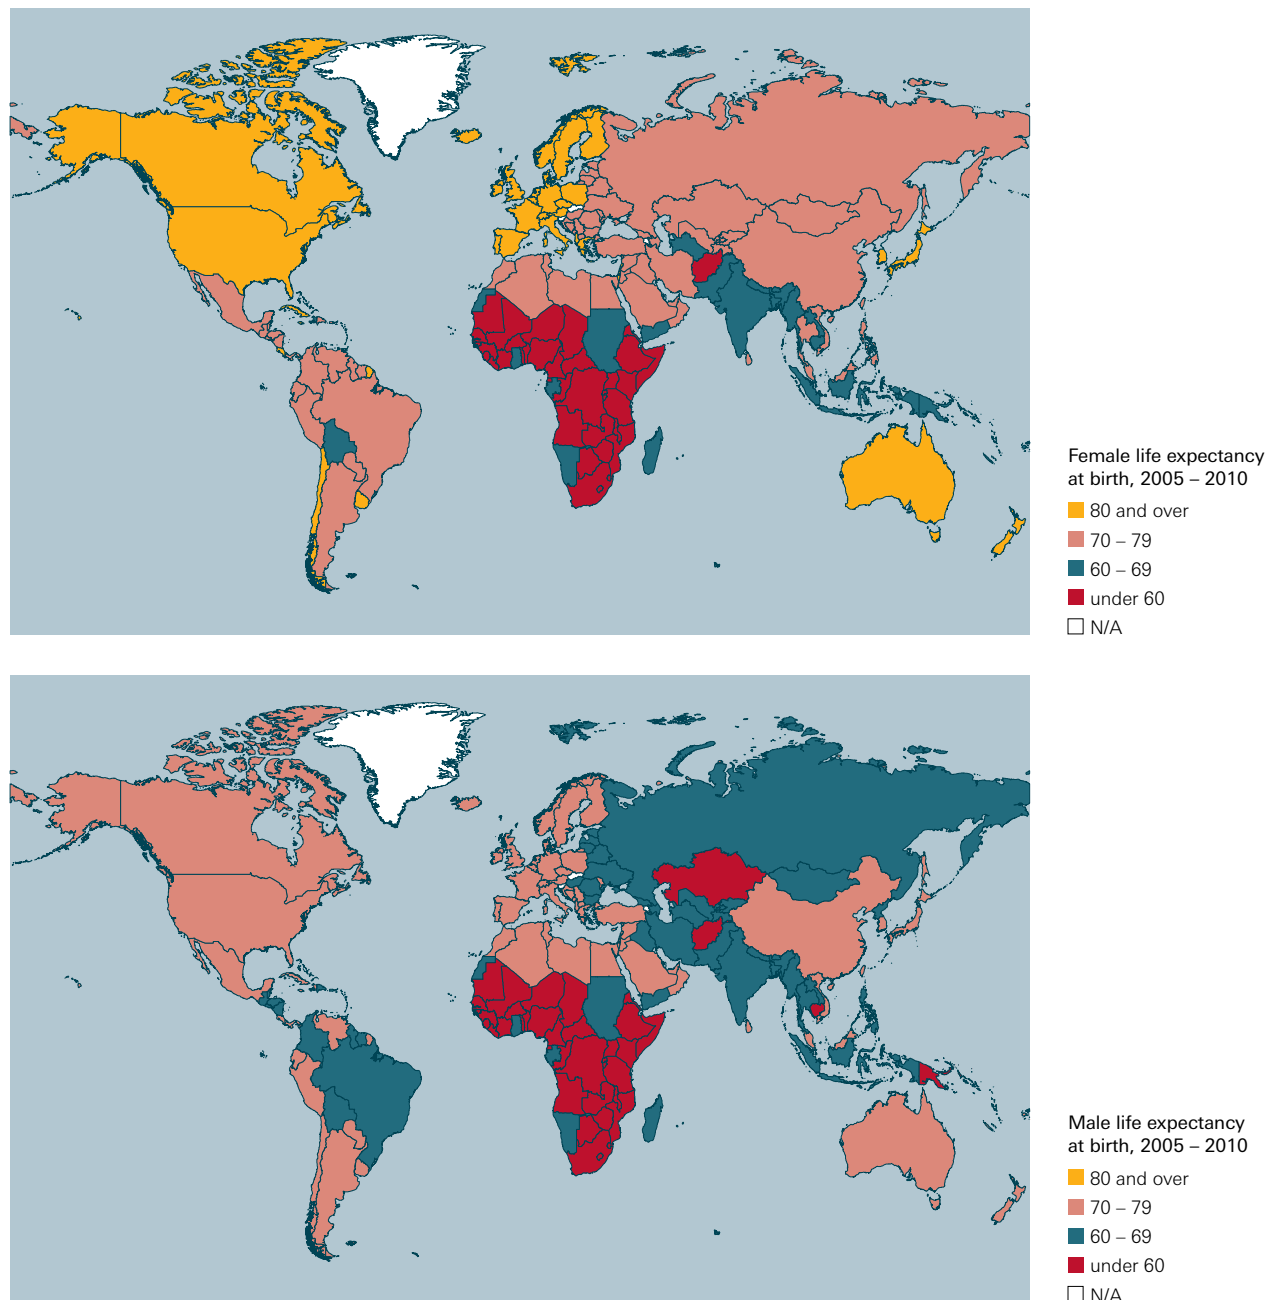 Female life expectancy
at birth, 2005 – 2010
80 and over
70 – 79
60 – 69
under 60
N/A
Male life expectancy
at birth, 2005 – 2010
80 and over
70 – 79
60 – 69
under 60
N/A